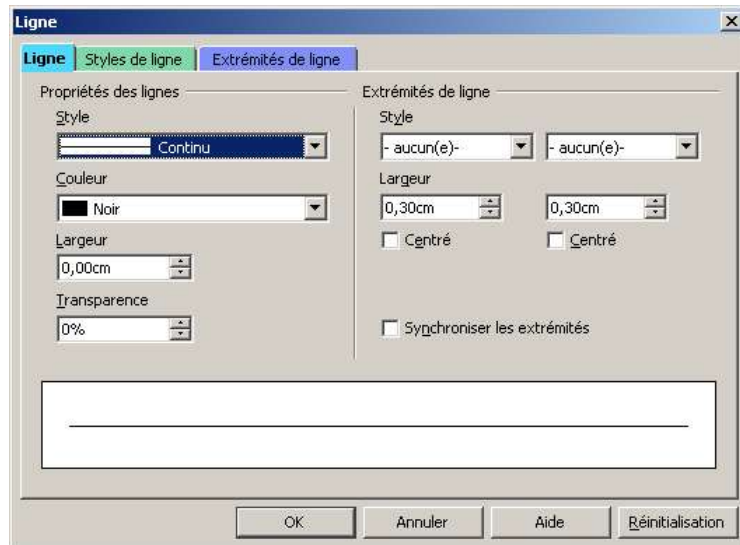 Ligne
Ligne Styles de ligne Extrémités de ligne
Propriétés des lignes
Style
Continu
Couleur
Noir
Largeur
0,00cm
Transparence
0%
Extrémités de ligne
Style
- aucun(e)- - aucun(e)-
Largeur
0,30cm 0,30cm
Centré Centré
Synchroniser les extrémités
OK Annuler Aide Réinitialisation